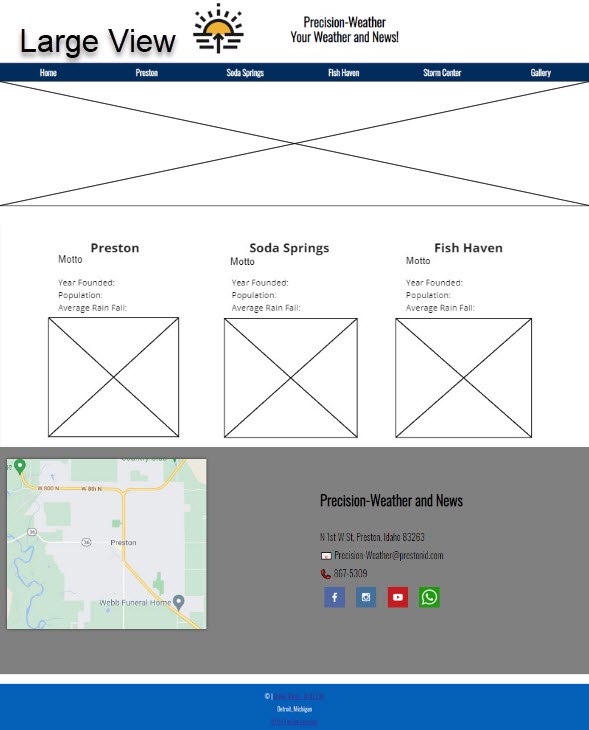 Large View
Precision-Weather
Your Weather and News!
Home Preston Soda Springs Fish Haven Storm Center Gallery
Preston Soda Springs Fish Haven
Motto Motto Motto
Year Founded: Year Founded: Year Founded:
Population: Population: Population:
Average Rain Fall: Average Rain Fall: Average Rain Fall:
Country Club
W 800 N W 8th N
36
36
Preston
Webb Funeral Home
Precision-Weather and News
N 1st W St, Preston, Idaho 83263
Precision-Weather@prestonid.com
867-5309
© |
Detroit, Michigan